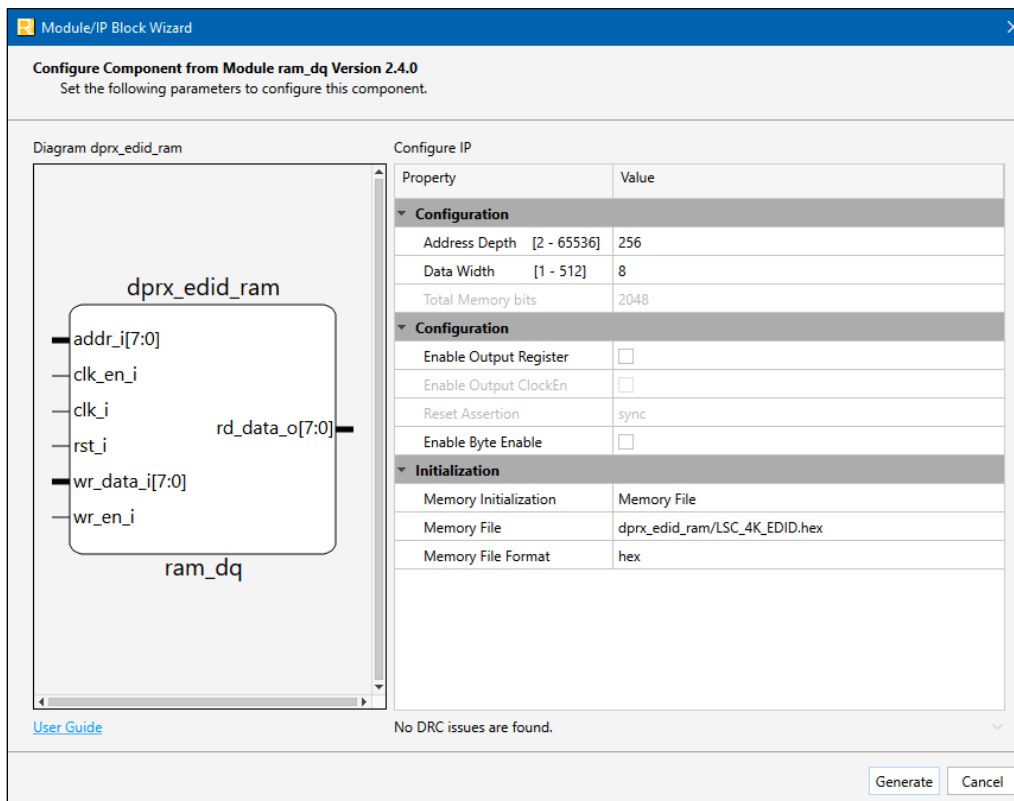 Module/IP Block Wizard
Configure Component from Module ram_dq Version 2.4.0
Set the following parameters to configure this component.
Diagram dprx_edid_ram
dprx_edid_ram
addr_i[7:0]
clk_en_i
clk_i
rst_i
wr_data_i[7:0]
wr_en_i
rd_data_o[7:0]
ram_dq
User Guide
Configure IP
Property Value
Configuration
Address Depth [2 - 65536] 256
Data Width [1 - 512] 8
Total Memory bits 2048
Configuration
Enable Output Register
Enable Output ClockEn
Reset Assertion sync
Enable Byte Enable
Initialization
Memory Initialization Memory File
Memory File dprx_edid_ram/LSC_4K_EDID.hex
Memory File Format hex
No DRC issues are found.
Generate Cancel